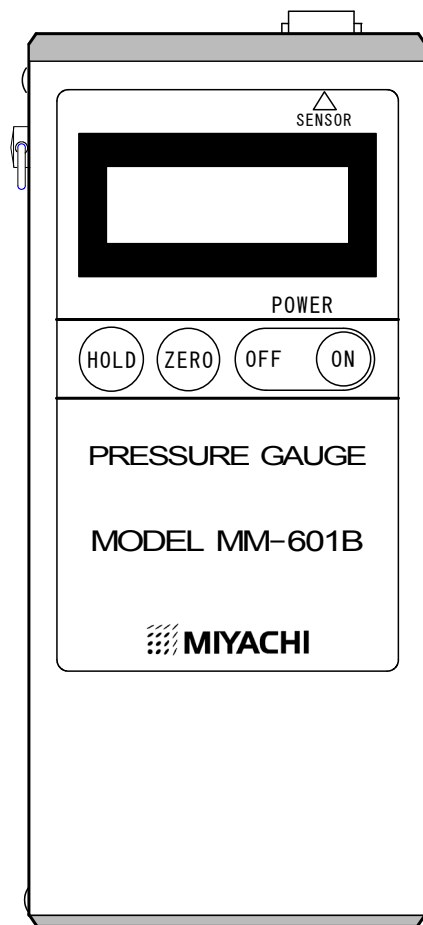 SENSOR
POWER
HOLD ZERO OFF ON
PRESSURE GAUGE
MODEL MM-601B
MIYACHI